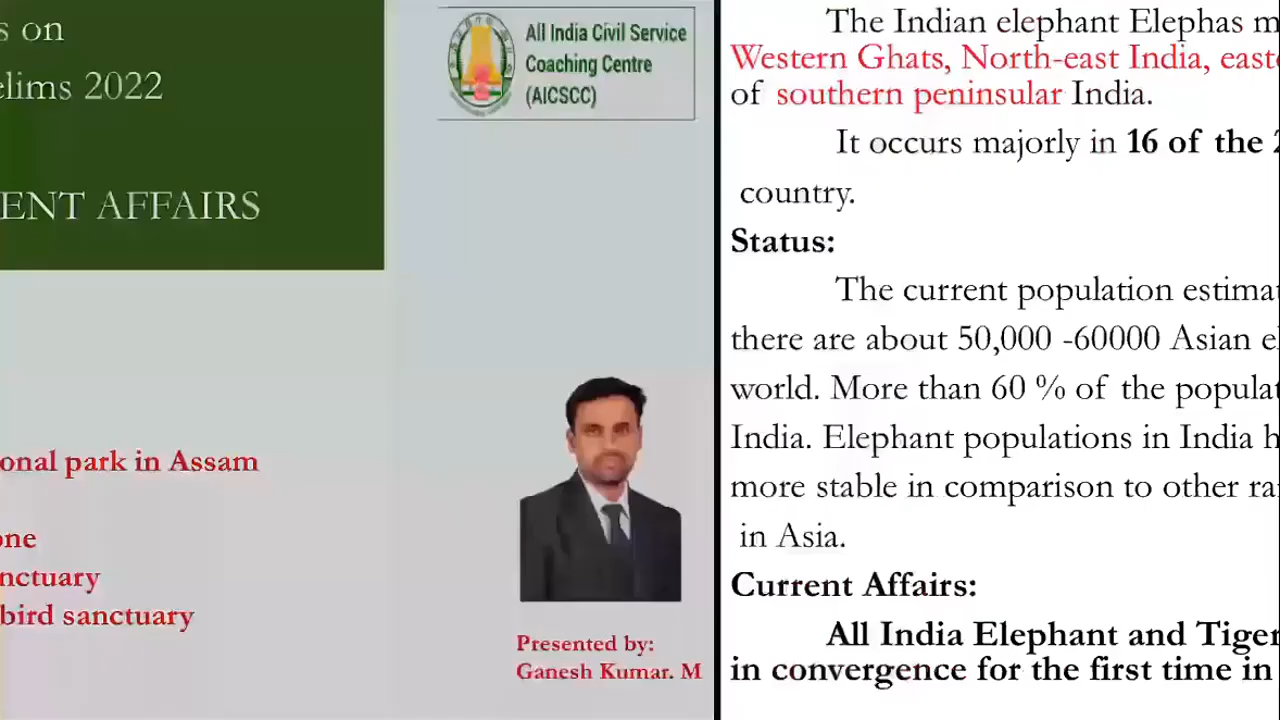 s on
elims 2022
ENT AFFAIRS
All India Civil Service
Coaching Centre
(AICSCC)
onal park in Assam
one
nctuary
bird sanctuary
Presented by:
Ganesh Kumar. M
The Indian elephant Elephas m
Western Ghats, North-east India, easte
of southern peninsular India.
It occurs majorly in 16 of the 2
country.
Status:
The current population estimat
there are about 50,000 -60000 Asian el
world. More than 60 % of the populat
India. Elephant populations in India h
more stable in comparison to other ra
in Asia.
Current Affairs:
All India Elephant and Tiger
in convergence for the first time in